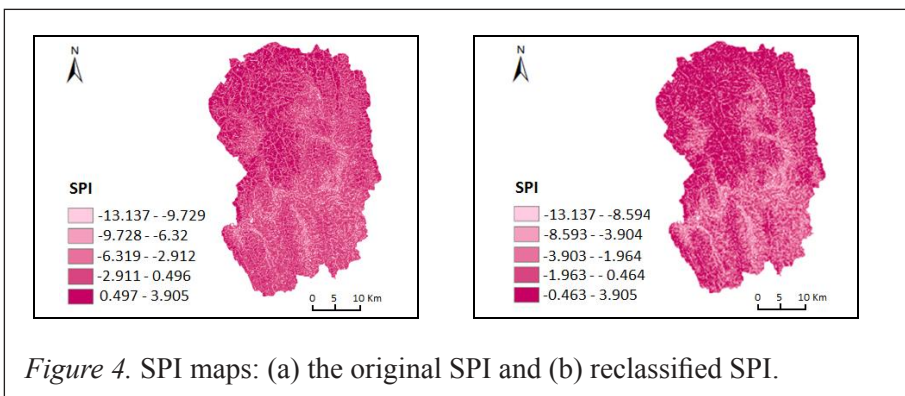 N
SPI
-13.137 - -9.729
-9.728 - -6.32
-6.319 - -2.912
-2.911 - 0.496
0.497 - 3.905
0 5 10 Km
N
SPI
-13.137 - -8.594
-8.593 - -3.904
-3.903 - -1.964
-1.963 - -0.464
-0.463 - 3.905
0 5 10 Km
Figure 4. SPI maps: (a) the original SPI and (b) reclassified SPI.